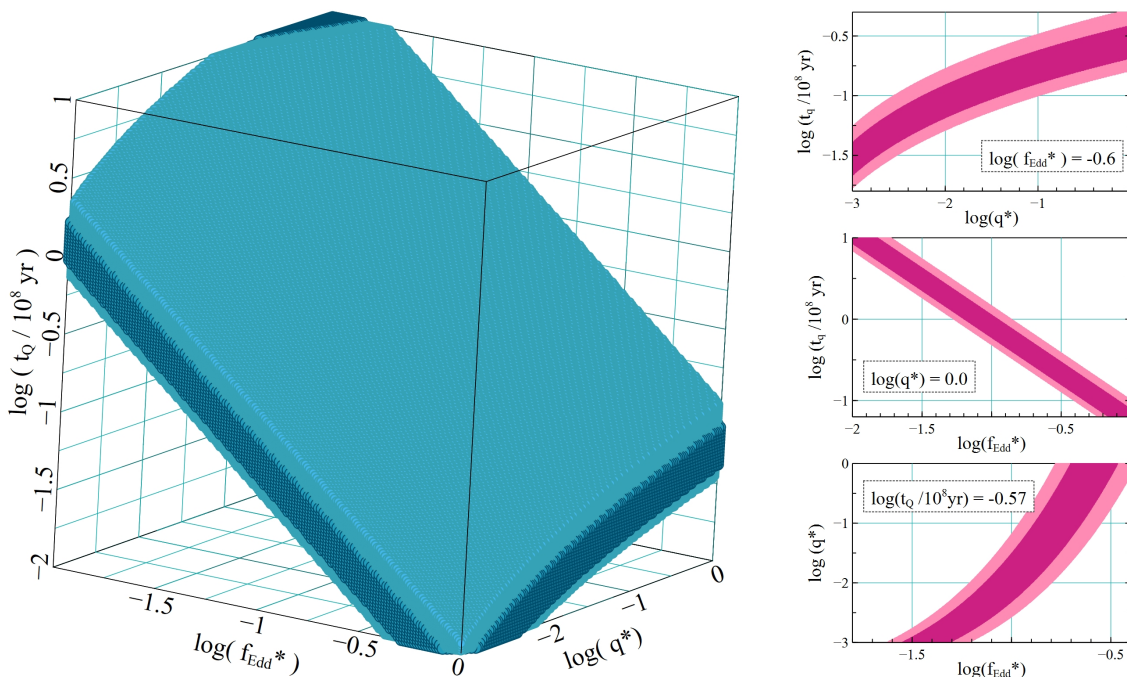 1
0.5
0
−0.5
−1
−1.5
−2
log ( t_Q / 10^8 yr )
−1.5
−1
−0.5
0
log( f_Edd* )
−2
−1
0
log( q* )
−0.5
−1
−1.5
log (t_q /10^8 yr)
log( f_Edd* ) = -0.6
−3
−2
−1
log(q*)
1
0
−1
log (t_q /10^8 yr)
log(q*) = 0.0
−2
−1.5
−1
−0.5
log(f_Edd*)
0
−1
−2
−3
log (q*)
log(t_Q /10^8yr) = -0.57
−1.5
−1.0
−0.5
log(f_Edd*)